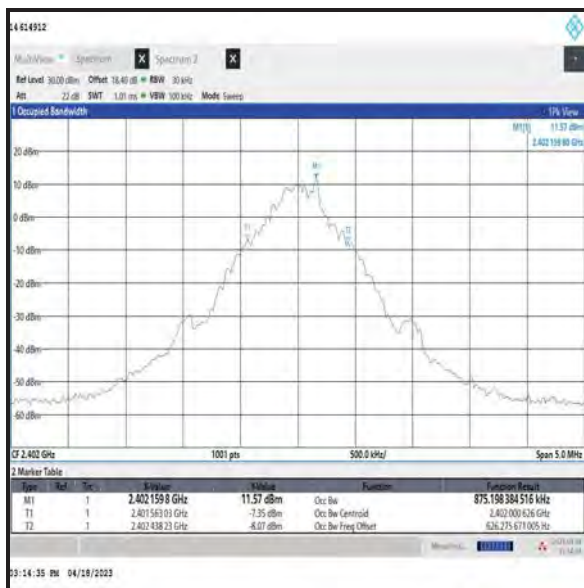 14 614912
MultiView Spectrum X Spectrum 2 X
Ref Level 30.00 dBm Offset 18.40 dB RBW 30 kHz
Att 22 dB SWT 1.01 ms VBW 100 kHz Mode Sweep
1 Occupied Bandwidth 1Pk View
M1[1] 11.57 dBm
2.402 159 80 GHz
20 dBm
M1
10 dBm
0 dBm
T1 T2
-10 dBm
-20 dBm
-30 dBm
-40 dBm
-50 dBm
-60 dBm
CF 2.402 GHz 1001 pts 500.0 kHz/ Span 5.0 MHz
2 Marker Table
Type Ref Trc X-Value Y-Value Function Function Result
M1 1 2.402 159 8 GHz 11.57 dBm Occ Bw 875.198 384 516 kHz
T1 1 2.401 563 03 GHz -7.35 dBm Occ Bw Centroid 2.402 000 626 GHz
T2 1 2.402 438 23 GHz -8.07 dBm Occ Bw Freq Offset 626.275 671 005 Hz
03:14:35 PM 04/18/2023